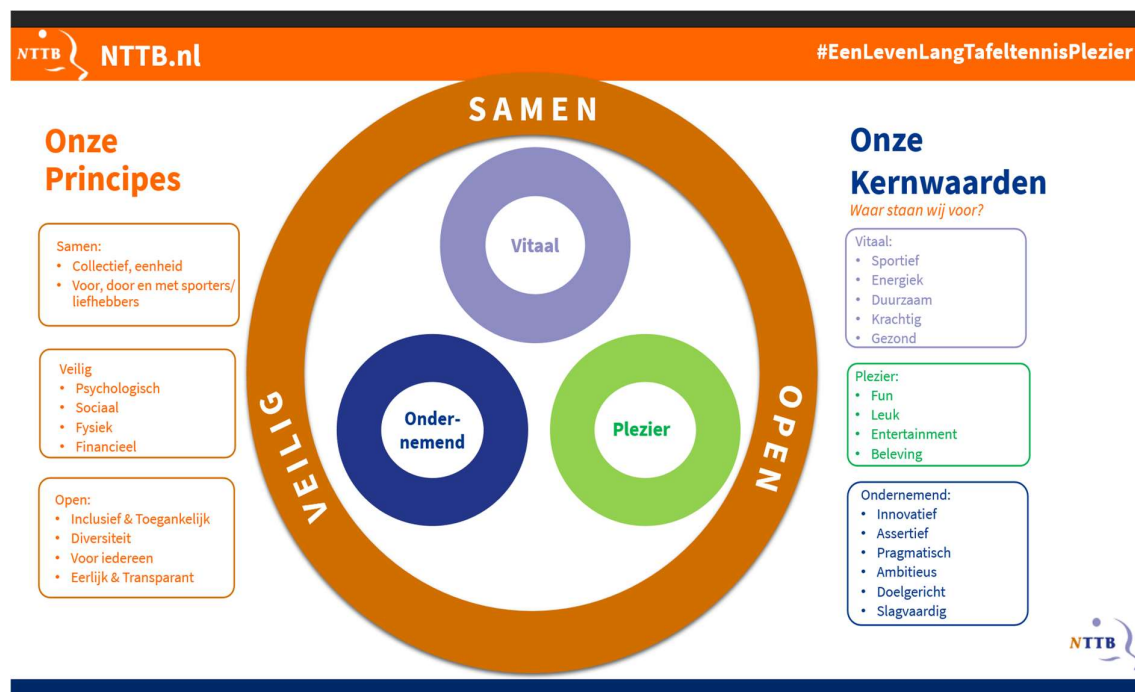 NTTB
NTTB.nl
#EenLevenLangTafeltennisPlezier
Onze
Principes
Samen:
• Collectief, eenheid
• Voor, door en met sporters/
liefhebbers
Veilig
• Psychologisch
• Sociaal
• Fysiek
• Financieel
Open:
• Inclusief & Toegankelijk
• Diversiteit
• Voor iedereen
• Eerlijk & Transparant
SAMEN
VEILIG
OPEN
Vitaal
Onder-
nemend
Plezier
Onze
Kernwaarden
Waar staan wij voor?
Vitaal:
• Sportief
• Energiek
• Duurzaam
• Krachtig
• Gezond
Plezier:
• Fun
• Leuk
• Entertainment
• Beleving
Ondernemend:
• Innovatief
• Assertief
• Pragmatisch
• Ambitieus
• Doelgericht
• Slagvaardig
NTTB